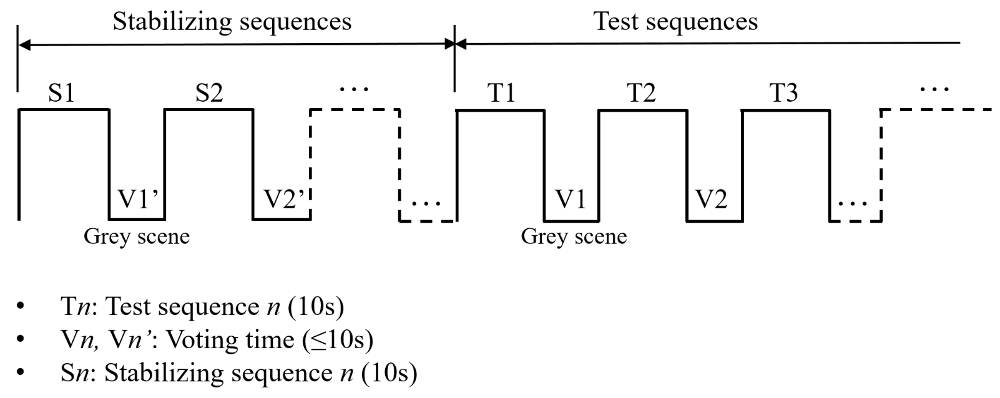 Stabilizing sequences Test sequences
S1 S2 ... T1 T2 T3 ...
V1’ V2’ ... V1 V2 ...
Grey scene Grey scene
• Tn: Test sequence n (10s)
• Vn, Vn’: Voting time (≤10s)
• Sn: Stabilizing sequence n (10s)